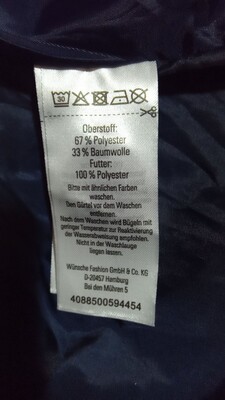 30
Oberstoff:
67 % Polyester
33 % Baumwolle
Futter:
100 % Polyester
Bitte mit ähnlichen Farben
waschen.
Den Gürtel vor dem Waschen
entfernen.
Nach dem Waschen wird Bügeln mit
geringer Temperatur zur Reaktivierung
der Wasserabweisung empfohlen.
Nicht in der Waschlauge
liegen lassen.
Wünsche Fashion GmbH & Co. KG
D-20457 Hamburg
Bei den Mühren 5
4088500594454